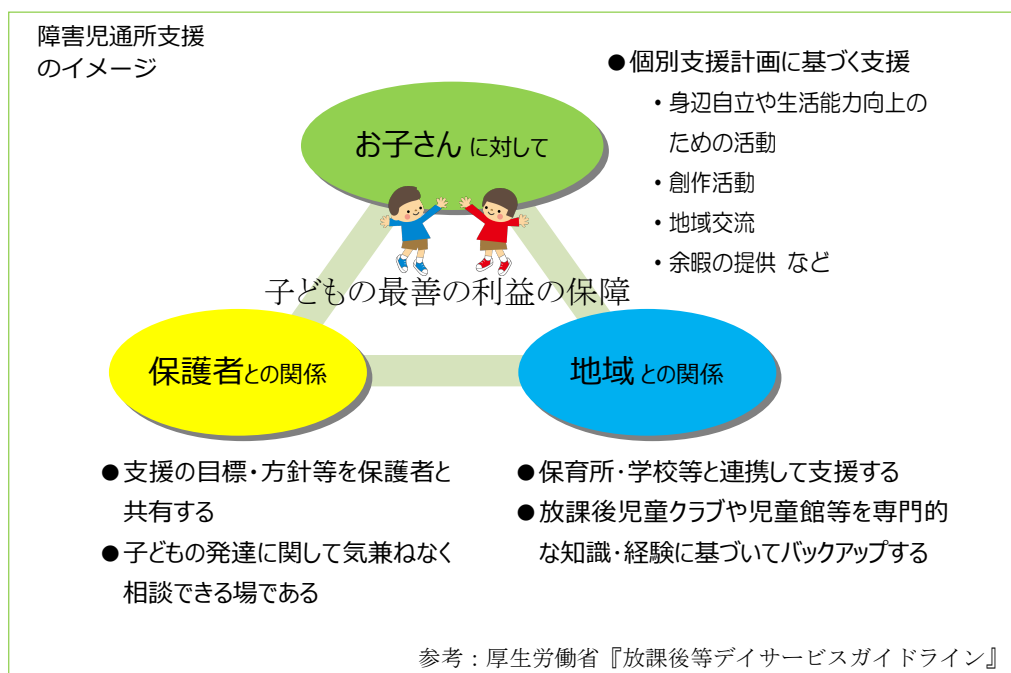 障害児通所支援
のイメージ
お子さん に対して
●個別支援計画に基づく支援
・身辺自立や生活能力向上の
ための活動
・創作活動
・地域交流
・余暇の提供 など
子どもの最善の利益の保障
保護者との関係
地域 との関係
●支援の目標・方針等を保護者と
共有する
●子どもの発達に関して気兼ねなく
相談できる場である
●保育所・学校等と連携して支援する
●放課後児童クラブや児童館等を専門的
な知識・経験に基づいてバックアップする
参考：厚生労働省『放課後等デイサービスガイドライン』